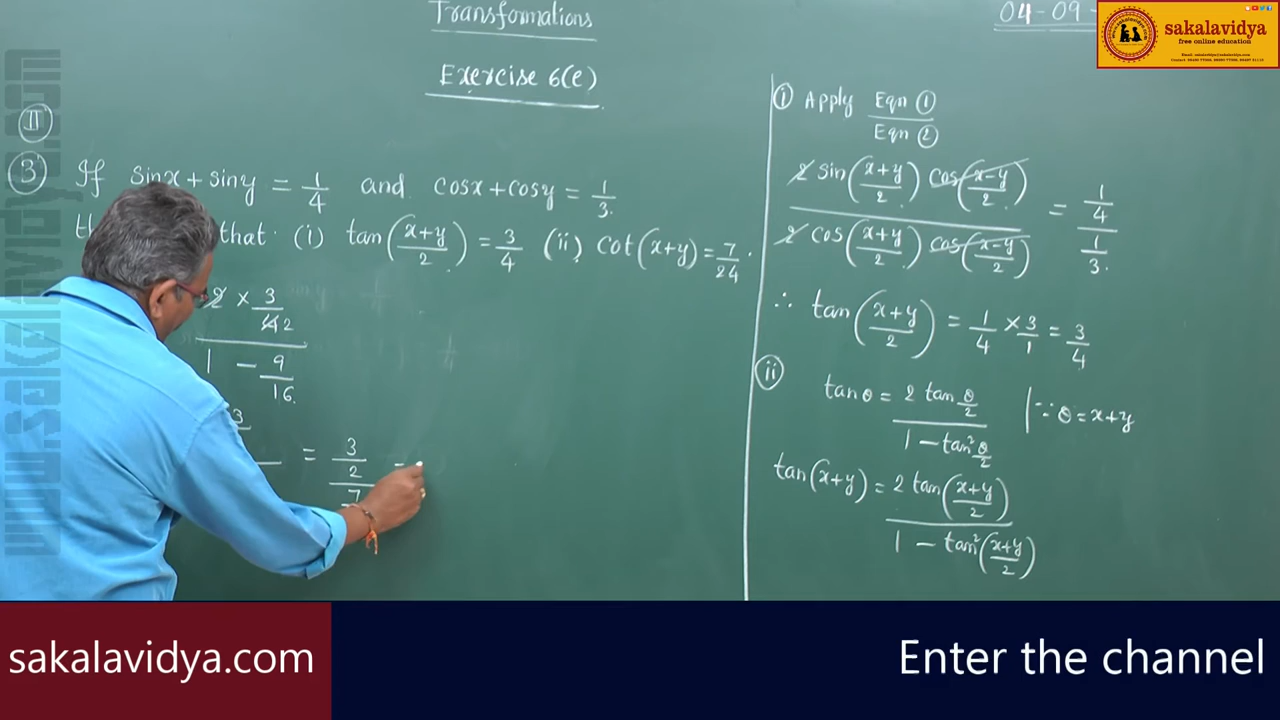 Transformations
04-09-
sakalavidya
free online education
Exercise 6(e)
II
3 If sinx + siny = 1/4 and cosx + cosy = 1/3.
that (i) tan((x+y)/2) = 3/4 (ii) cot(x+y) = 7/24.
2 × 3/42
1 - 9/16.
3
= 3/2 / 7
i Apply Eqn 1 / Eqn 2
2 sin((x+y)/2) cos((x-y)/2) / 2 cos((x+y)/2) cos((x-y)/2) = 1/4 / 1/3.
∴ tan((x+y)/2) = 1/4 × 3/1 = 3/4
ii
tanθ = 2 tan θ/2 / 1 - tan² θ/2 | ∵ θ = x+y
tan(x+y) = 2 tan((x+y)/2) / 1 - tan²((x+y)/2)
www.sakalavidya.com
sakalavidya.com
Enter the channel